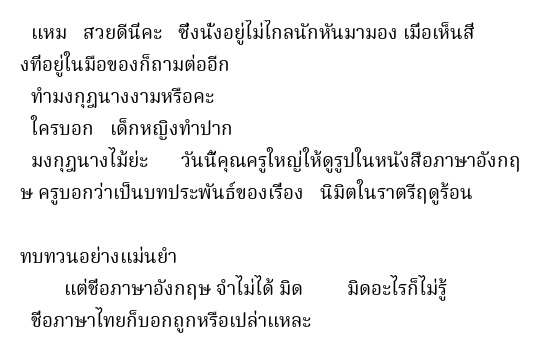 แหม สวยดีนีคะ ซึงนังอยู่ไม่ไกลนักหันมามอง เมือเห็นสิ
งทีอยู่ในมือของก็ถามต่ออีก
ทำมงกุฎนางงามหรือคะ
ใครบอก เด็กหญิงทำปาก
มงกุฎนางไม้ย่ะ วันนีคุณครูใหญ่ให้ดูรูปในหนังสือภาษาอังกฤ
ษ ครูบอกว่าเป็นบทประพันธ์ของเรือง นิมิตในราตรีฤดูร้อน
ทบทวนอย่างแม่นยำ
แต่ชือภาษาอังกฤษ จำไม่ได้ มิด มิดอะไรก็ไม่รู้
ชือภาษาไทยก็บอกถูกหรือเปล่าแหละ